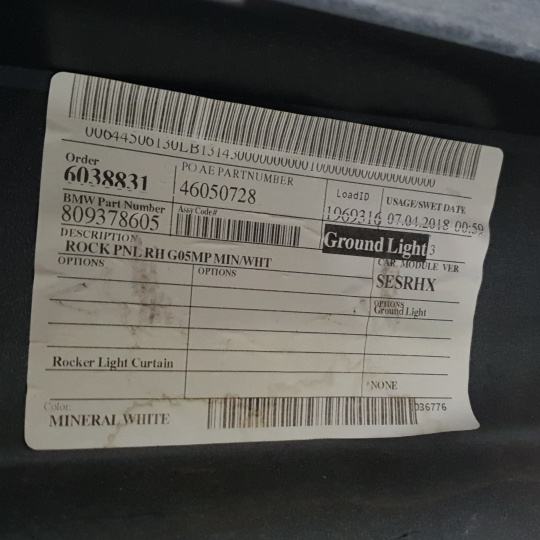 Order
6038831
PO AE PARTNUMBER
46050728
LoadID
1969316
USAGE/SWET DATE
07.04.2018 00:59
BMW Part Number
809378605
Assy Code#
Ground Light 3
DESCRIPTION
ROCK PNL RH G05MP MIN/WHT
OPTIONS
OPTIONS
CAR. MODULE VER
SESRHX
OPTIONS
Ground Light
Rocker Light Curtain
NONE
Color:
MINERAL WHITE
036776